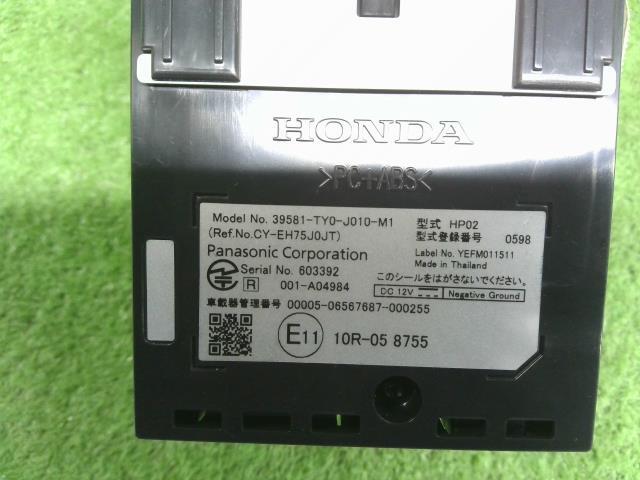 HONDA
>PC+ABS<
Model No. 39581-TY0-J010-M1
(Ref.No.CY-EH75J0JT)
Panasonic Corporation
Serial No. 603392
R 001-A04984
車載器管理番号 00005-06567687-000255
E11 10R-05 8755
型式 HP02
型式登録番号 0598
Label No. YEFM011511
Made in Thailand
このシールをはがさないでください。
DC 12V Negative Ground